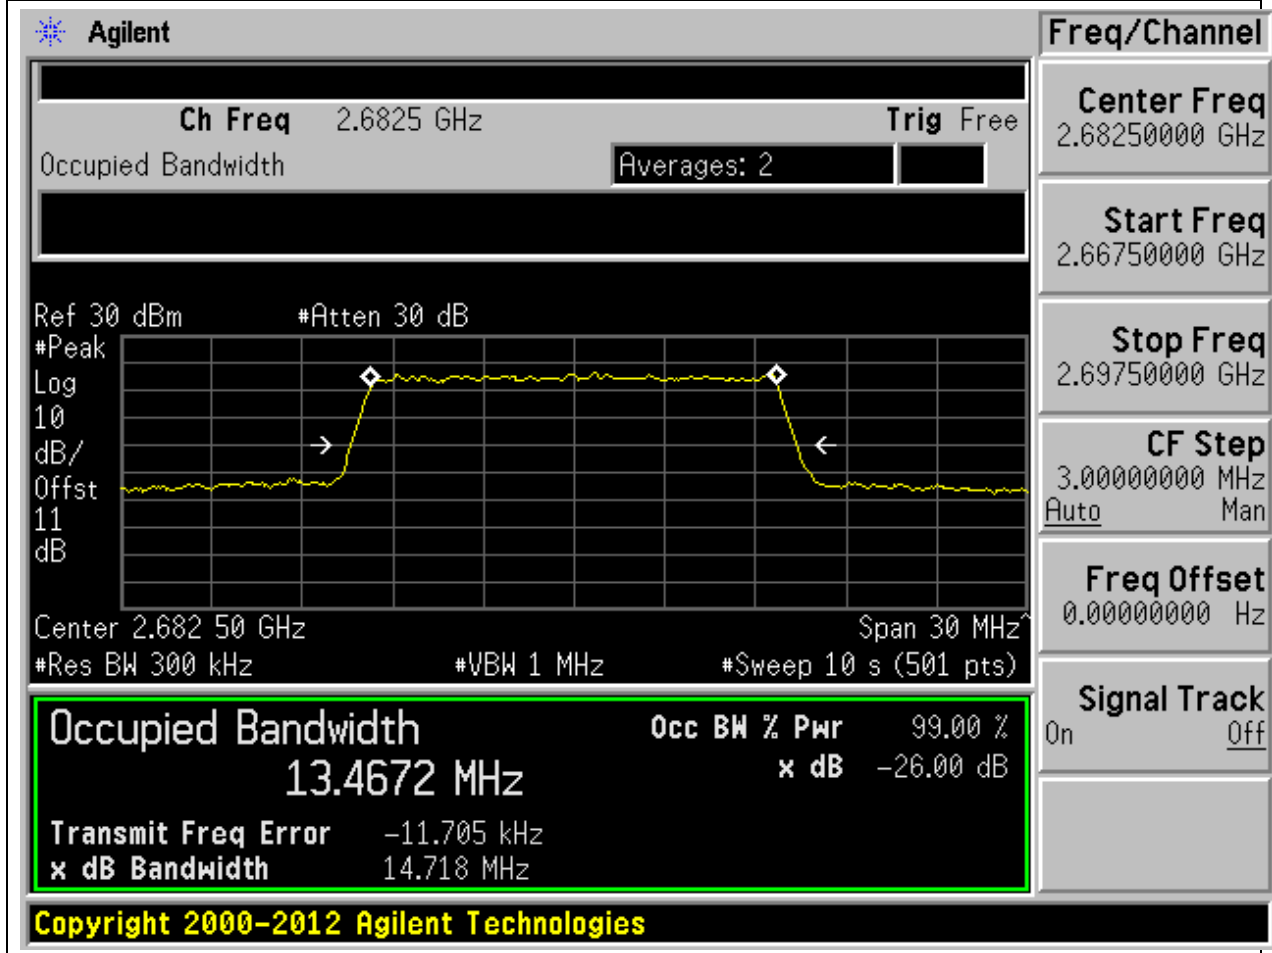 Agilent
Freq/Channel
Ch Freq 2.6825 GHz Trig Free
Occupied Bandwidth Averages: 2
Center Freq
2.68250000 GHz
Start Freq
2.66750000 GHz
Stop Freq
2.69750000 GHz
CF Step
3.00000000 MHz
Auto Man
Freq Offset
0.00000000 Hz
Signal Track
On Off
Ref 30 dBm #Atten 30 dB
#Peak
Log
10
dB/
Offst
11
dB
Center 2.682 50 GHz Span 30 MHz^
#Res BW 300 kHz #VBW 1 MHz #Sweep 10 s (501 pts)
Occupied Bandwidth Occ BW % Pwr 99.00 %
13.4672 MHz x dB -26.00 dB
Transmit Freq Error -11.705 kHz
x dB Bandwidth 14.718 MHz
Copyright 2000-2012 Agilent Technologies